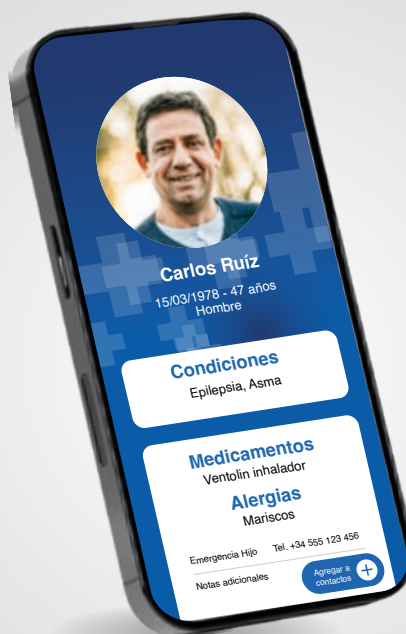 Carlos Ruíz
15/03/1978 - 47 años
Hombre
Condiciones
Epilepsia, Asma
Medicamentos
Ventolin inhalador
Alergias
Mariscos
Emergencia Hijo Tel. +34 555 123 456
Notas adicionales
Agregar a
contactos